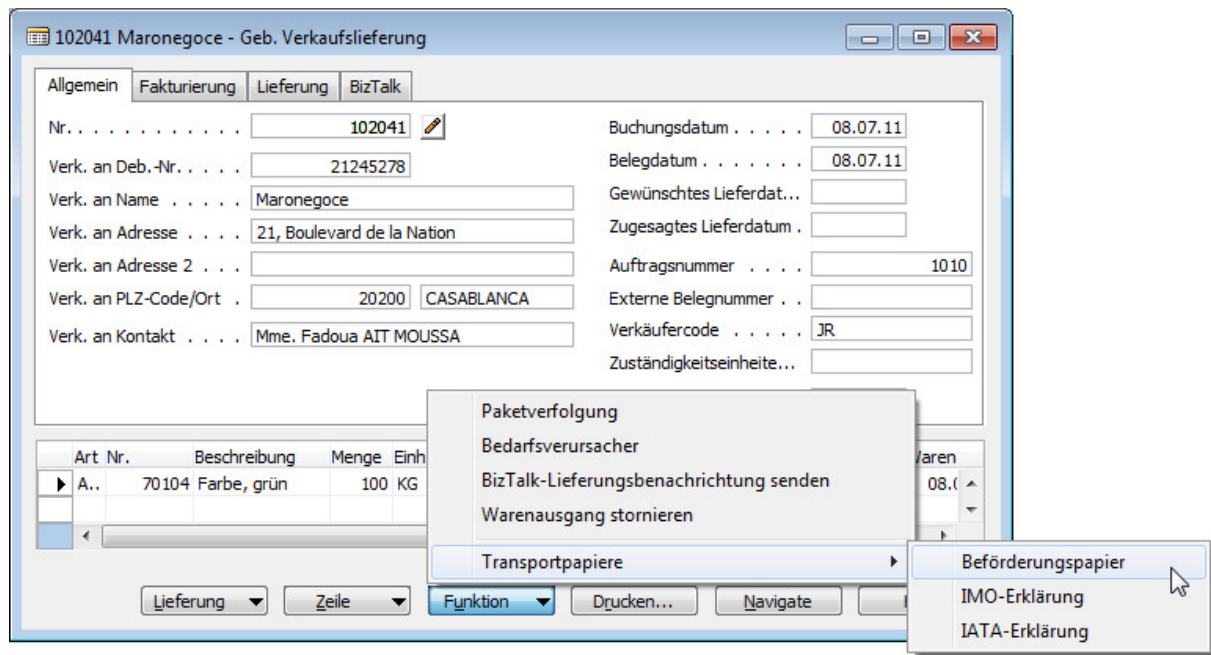 102041 Maronegoce - Geb. Verkaufslieferung
Allgemein Fakturierung Lieferung BizTalk
Nr. . . . . . . . . . . . . 102041
Verk. an Deb.-Nr. . . . . 21245278
Verk. an Name . . . . . Maronegoce
Verk. an Adresse . . . . 21, Boulevard de la Nation
Verk. an Adresse 2 . . .
Verk. an PLZ-Code/Ort . 20200 CASABLANCA
Verk. an Kontakt . . . . Mme. Fadoua AIT MOUSSA
Buchungsdatum . . . . . 08.07.11
Belegdatum . . . . . . . 08.07.11
Gewünschtes Lieferdat...
Zugesagtes Lieferdatum .
Auftragsnummer . . . . 1010
Externe Belegnummer . .
Verkäufercode . . . . . JR
Zuständigkeitseinheite...
Art Nr. Beschreibung Menge Einh
A.. 70104 Farbe, grün 100 KG 08.
Paketverfolgung
Bedarfsverursacher
BizTalk-Lieferungsbenachrichtung senden
Warenausgang stornieren
Transportpapiere
Beförderungspapier
IMO-Erklärung
IATA-Erklärung
Lieferung Zeile Funktion Drucken... Navigate